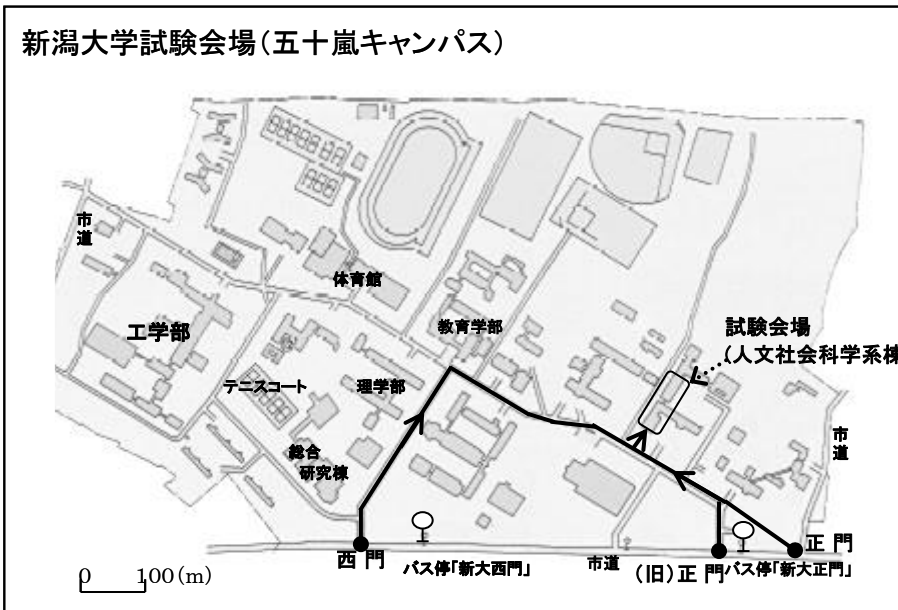 新潟大学試験会場(五十嵐キャンパス)
市道
体育館
工学部
教育学部
試験会場
(人文社会科学系棟
テニスコート
理学部
総合
研究棟
市道
西門
バス停「新大西門」
市道
(旧)正門
バス停「新大正門」
正門
0 100(m)